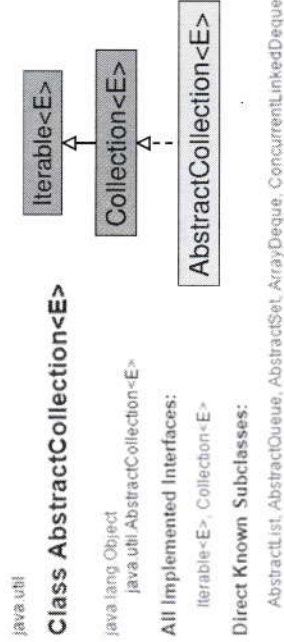 java.util
Class AbstractCollection<E>
java.lang.Object
java.util.AbstractCollection<E>
All Implemented Interfaces:
Iterable<E>, Collection<E>
Direct Known Subclasses:
AbstractList, AbstractQueue, AbstractSet, ArrayDeque, ConcurrentLinkedDeque
Iterable<E>
Collection<E>
AbstractCollection<E>